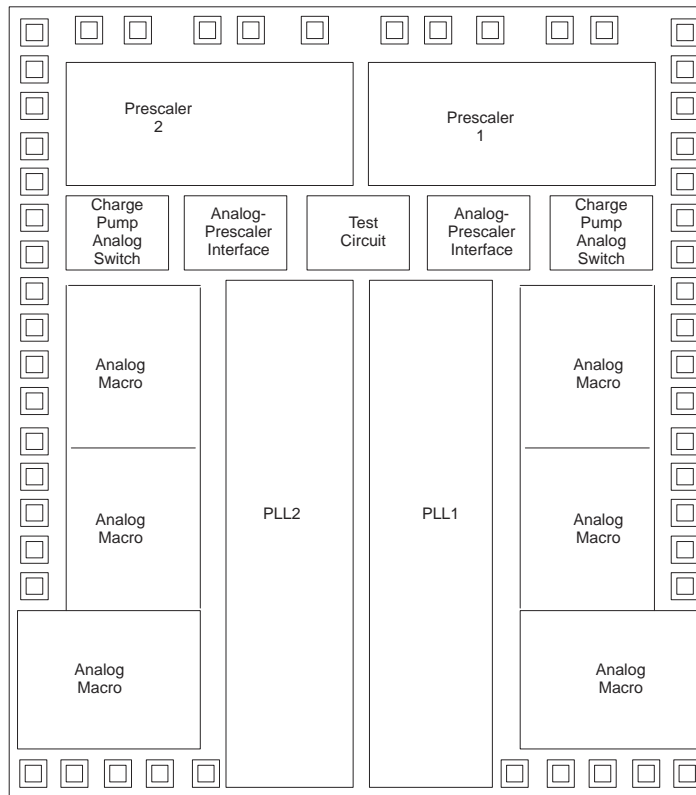 Prescaler
2
Prescaler
1
Charge
Pump
Analog
Switch
Analog-
Prescaler
Interface
Test
Circuit
Analog-
Prescaler
Interface
Charge
Pump
Analog
Switch
Analog
Macro
Analog
Macro
Analog
Macro
PLL2
PLL1
Analog
Macro
Analog
Macro
Analog
Macro